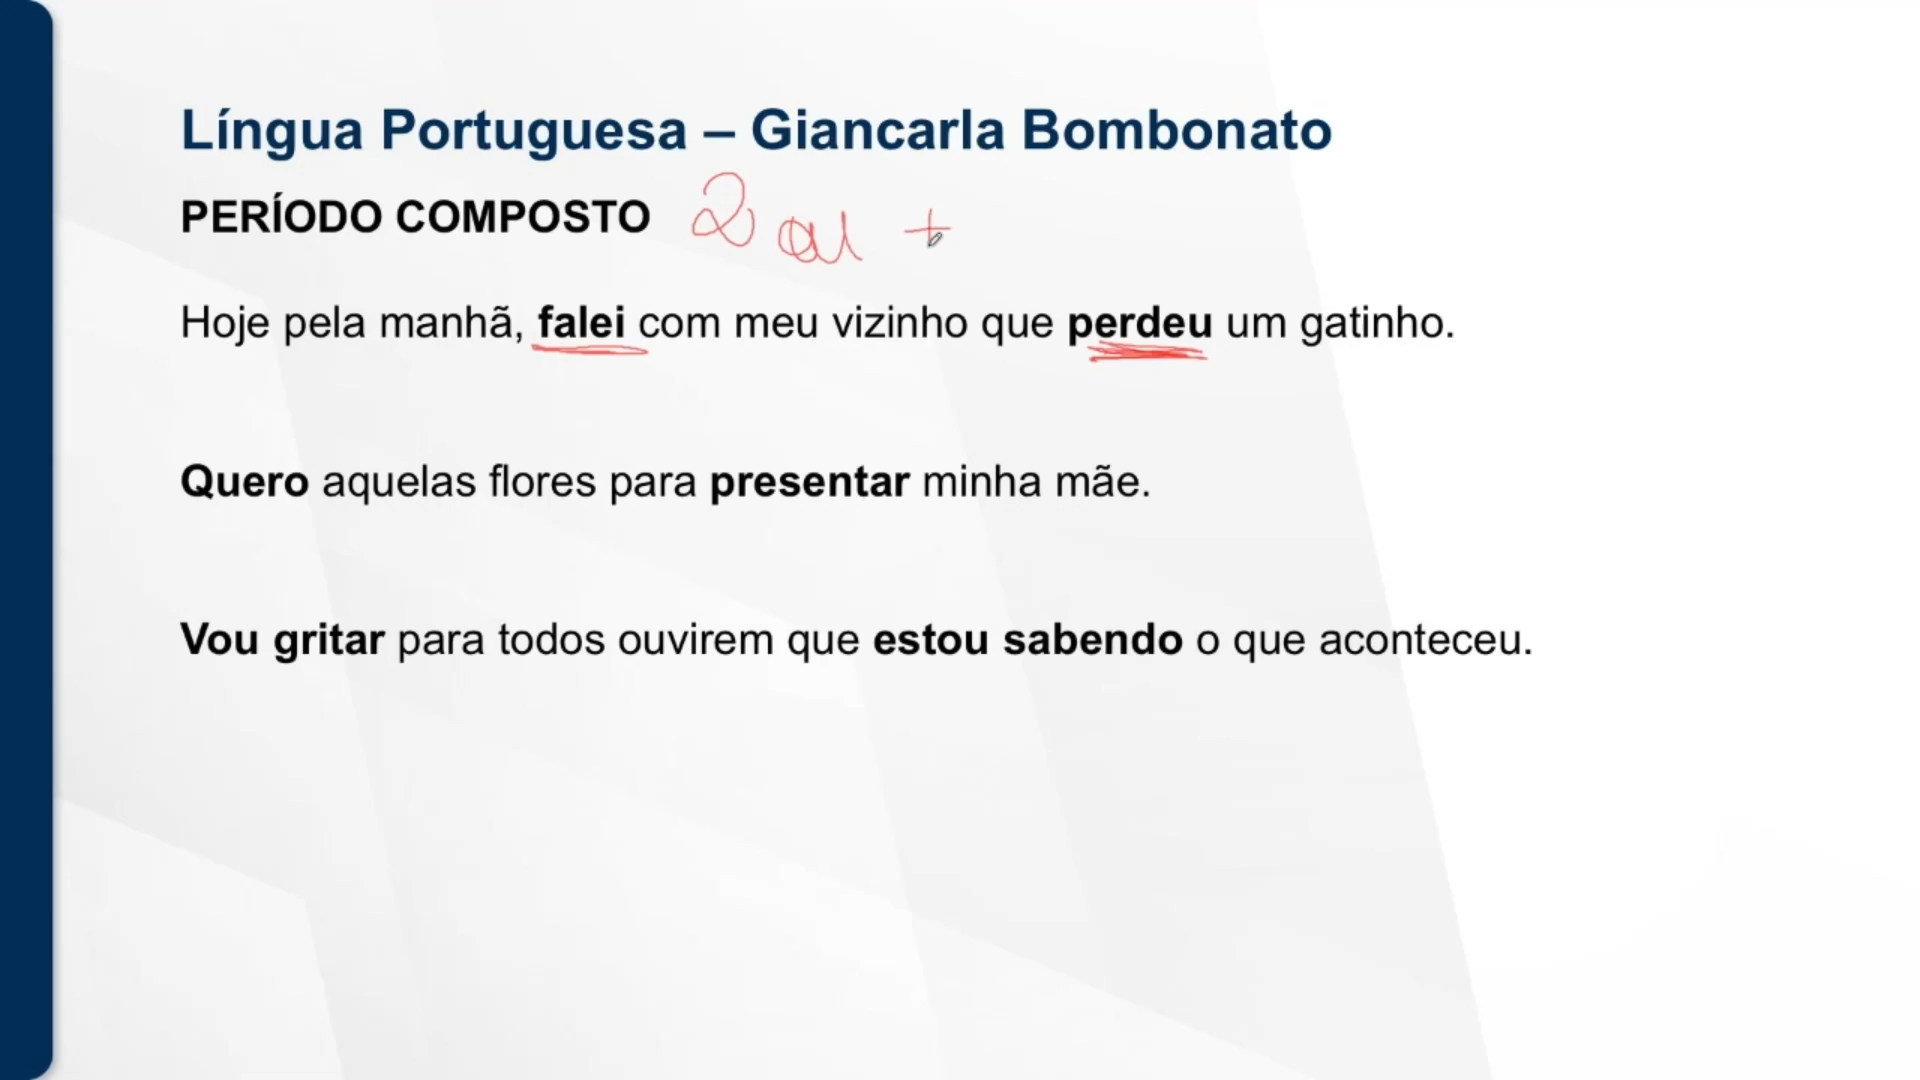 Língua Portuguesa – Giancarla Bombonato
PERÍODO COMPOSTO 2 ou +
Hoje pela manhã, falei com meu vizinho que perdeu um gatinho.
Quero aquelas flores para presentar minha mãe.
Vou gritar para todos ouvirem que estou sabendo o que aconteceu.